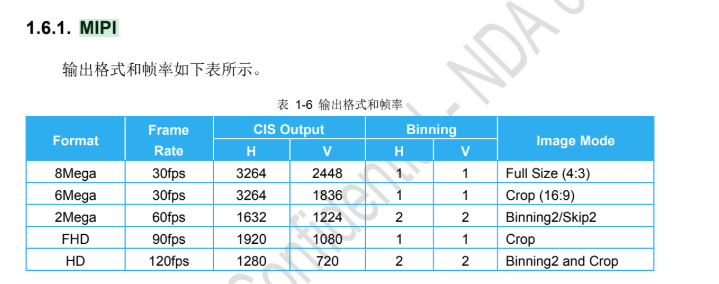 1.6.1. MIPI
输出格式和帧率如下表所示。
表 1-6 输出格式和帧率
Format Frame Rate CIS Output Binning Image Mode
H V H V
8Mega 30fps 3264 2448 1 1 Full Size (4:3)
6Mega 30fps 3264 1836 1 1 Crop (16:9)
2Mega 60fps 1632 1224 2 2 Binning2/Skip2
FHD 90fps 1920 1080 1 1 Crop
HD 120fps 1280 720 2 2 Binning2 and Crop
Confidential - NDA